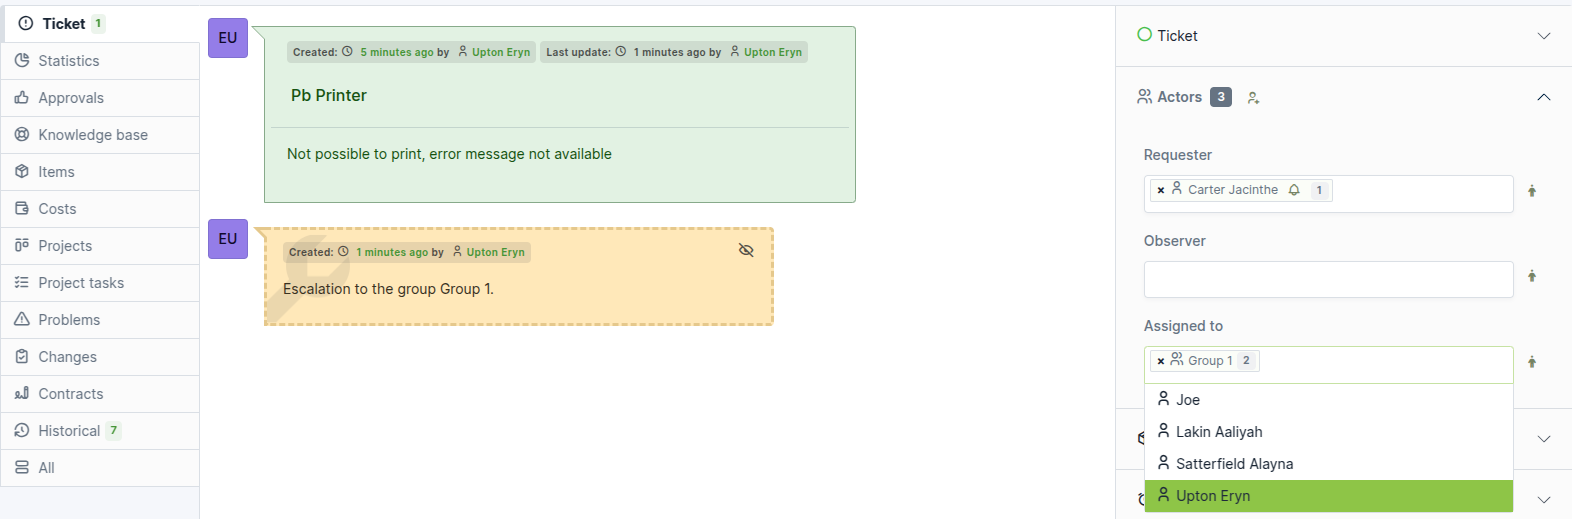 Ticket 1
Statistics
Approvals
Knowledge base
Items
Costs
Projects
Project tasks
Problems
Changes
Contracts
Historical 7
All
EU
Created: 5 minutes ago by Upton Eryn Last update: 1 minutes ago by Upton Eryn
Pb Printer
Not possible to print, error message not available
EU
Created: 1 minutes ago by Upton Eryn
Escalation to the group Group 1.
Ticket
Actors 3
Requester
× Carter Jacinthe 1
Observer
Assigned to
× Group 1 2
Joe
Lakin Aaliyah
Satterfield Alayna
Upton Eryn